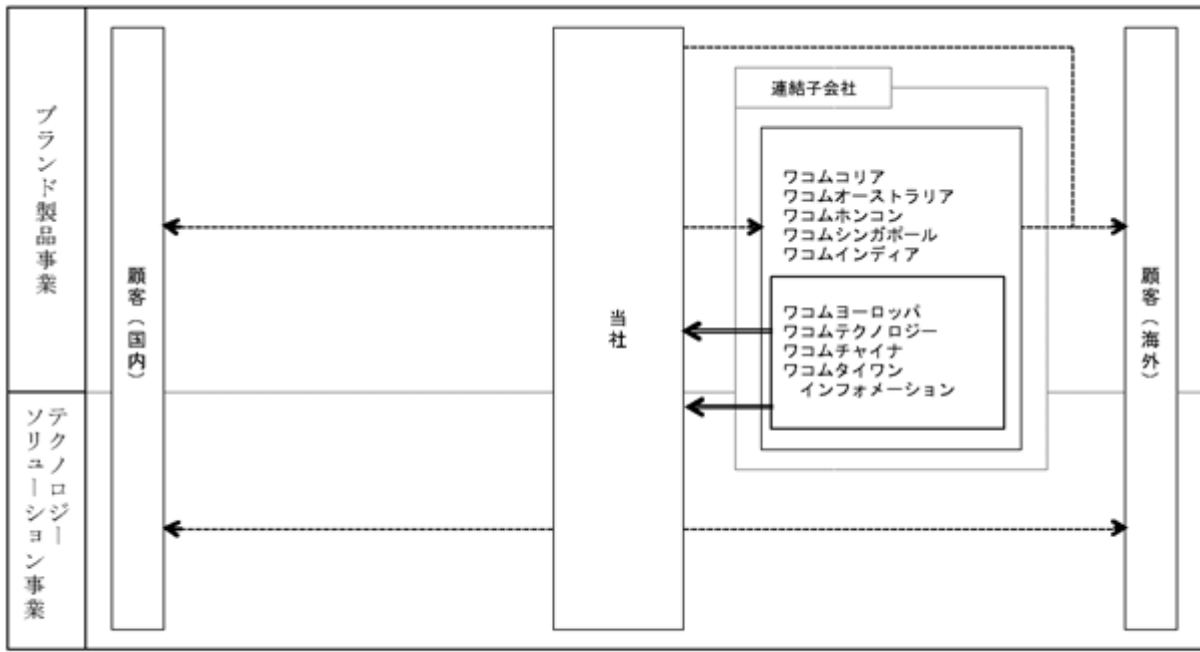 ブランド製品事業
テクノロジー
ソリューション事業
顧客（国内）
当社
連結子会社
ワコムコリア
ワコムオーストラリア
ワコムホンコン
ワコムシンガポール
ワコムインディア
ワコムヨーロッパ
ワコムテクノロジー
ワコムチャイナ
ワコムタイワン
インフォメーション
顧客（海外）